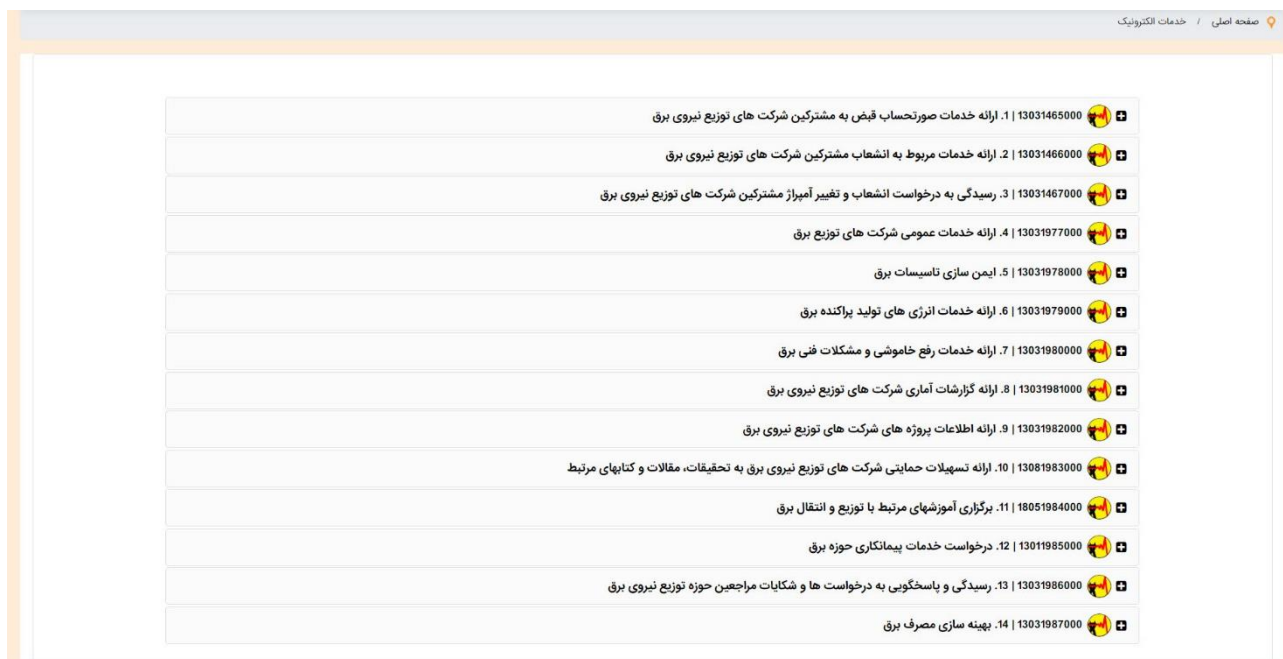 صفحه اصلی / خدمات الکترونیک
13031465000 | 1. ارائه خدمات صورتحساب قبض به مشترکین شرکت های توزیع نیروی برق
13031466000 | 2. ارائه خدمات مربوط به انشعاب مشترکین شرکت های توزیع نیروی برق
13031467000 | 3. رسیدگی به درخواست انشعاب و تغییر آمپراژ مشترکین شرکت های توزیع نیروی برق
13031977000 | 4. ارائه خدمات عمومی شرکت های توزیع برق
13031978000 | 5. ایمن سازی تاسیسات برق
13031979000 | 6. ارائه خدمات انرژی های تولید پراکنده برق
13031980000 | 7. ارائه خدمات رفع خاموشی و مشکلات فنی برق
13031981000 | 8. ارائه گزارشات آماری شرکت های توزیع نیروی برق
13031982000 | 9. ارائه اطلاعات پروژه های شرکت های توزیع نیروی برق
13081983000 | 10. ارائه تسهیلات حمایتی شرکت های توزیع نیروی برق به تحقیقات، مقالات و کتابهای مرتبط
18051984000 | 11. برگزاری آموزشهای مرتبط با توزیع و انتقال برق
13011985000 | 12. درخواست خدمات پیمانکاری حوزه برق
13031986000 | 13. رسیدگی و پاسخگویی به درخواست ها و شکایات مراجعین حوزه توزیع نیروی برق
13031987000 | 14. بهینه سازی مصرف برق